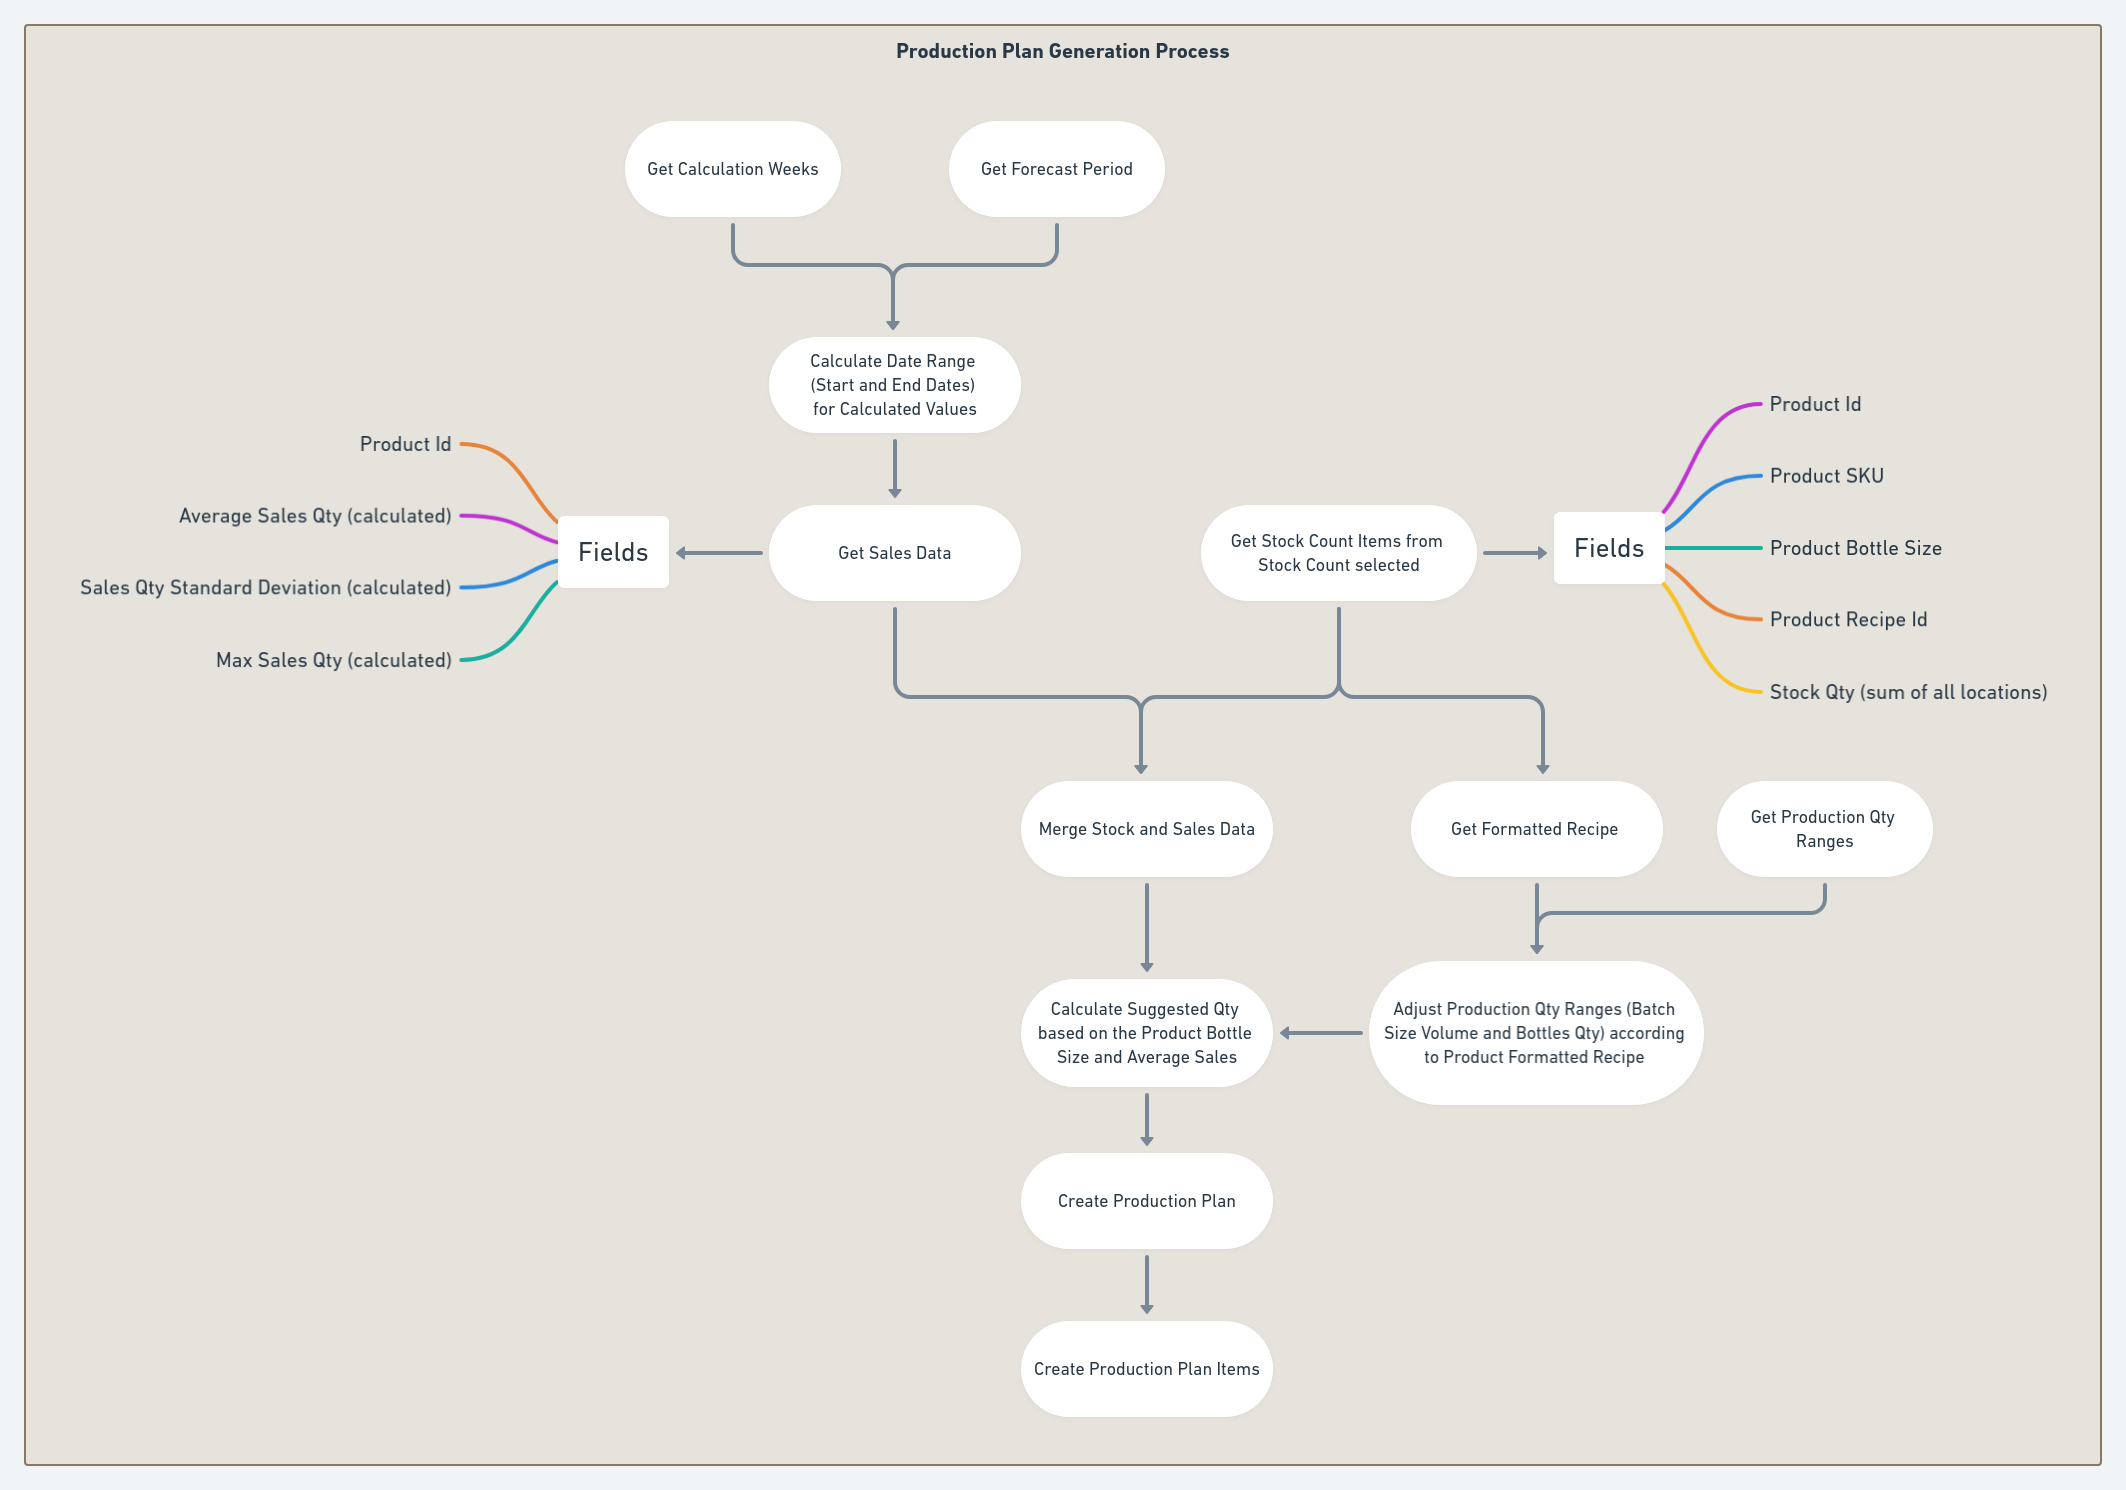 Production Plan Generation Process
Get Calculation Weeks
Get Forecast Period
Calculate Date Range
(Start and End Dates)
for Calculated Values
Product Id
Average Sales Qty (calculated)
Sales Qty Standard Deviation (calculated)
Max Sales Qty (calculated)
Fields
Get Sales Data
Get Stock Count Items from
Stock Count selected
Fields
Product Id
Product SKU
Product Bottle Size
Product Recipe Id
Stock Qty (sum of all locations)
Merge Stock and Sales Data
Get Formatted Recipe
Get Production Qty
Ranges
Calculate Suggested Qty
based on the Product Bottle
Size and Average Sales
Adjust Production Qty Ranges (Batch
Size Volume and Bottles Qty) according
to Product Formatted Recipe
Create Production Plan
Create Production Plan Items